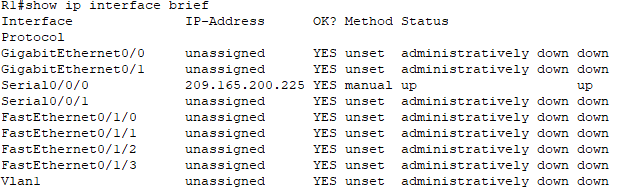 R1#show ip interface brief
Interface IP-Address OK? Method Status
Protocol
GigabitEthernet0/0 unassigned YES unset administratively down down
GigabitEthernet0/1 unassigned YES unset administratively down down
Serial0/0/0 209.165.200.225 YES manual up up
Serial0/0/1 unassigned YES unset administratively down down
FastEthernet0/1/0 unassigned YES unset administratively down down
FastEthernet0/1/1 unassigned YES unset administratively down down
FastEthernet0/1/2 unassigned YES unset administratively down down
FastEthernet0/1/3 unassigned YES unset administratively down down
Vlan1 unassigned YES unset administratively down down